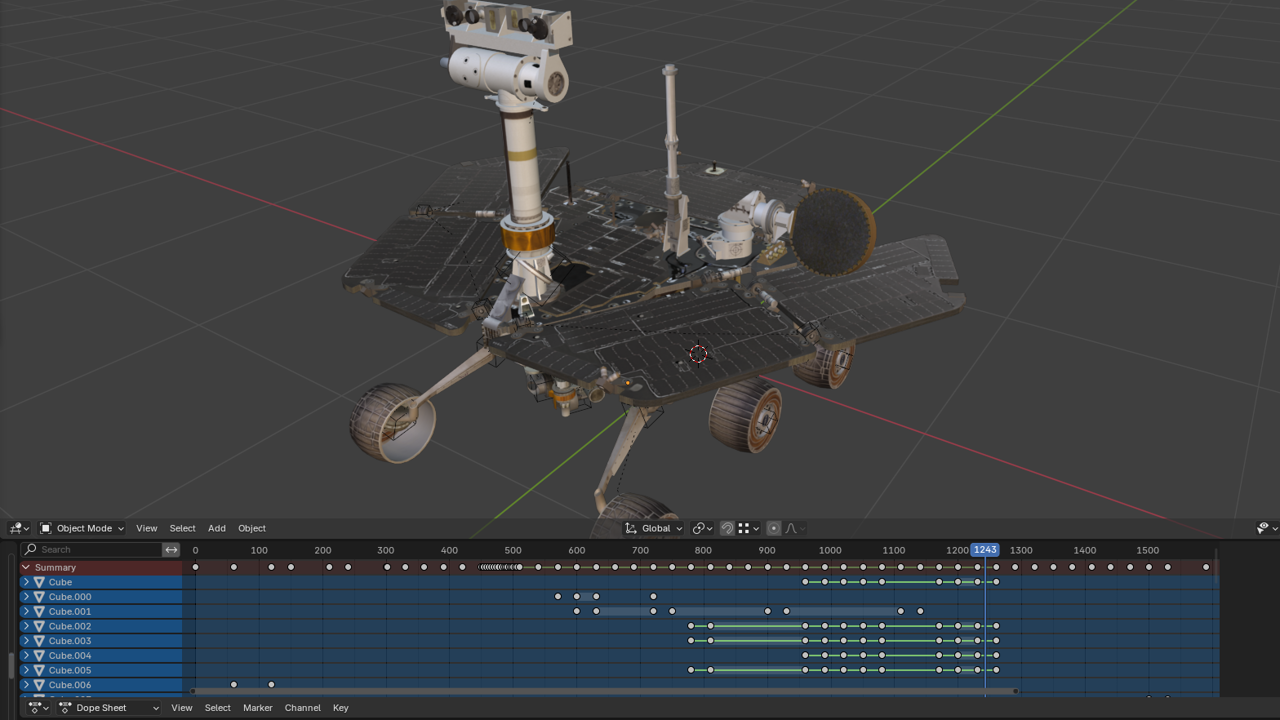 Object Mode View Select Add Object Global
Search 0 100 200 300 400 500 600 700 800 900 1000 1100 1200 1243 1300 1400 1500
Summary
Cube
Cube.000
Cube.001
Cube.002
Cube.003
Cube.004
Cube.005
Cube.006
Dope Sheet View Select Marker Channel Key